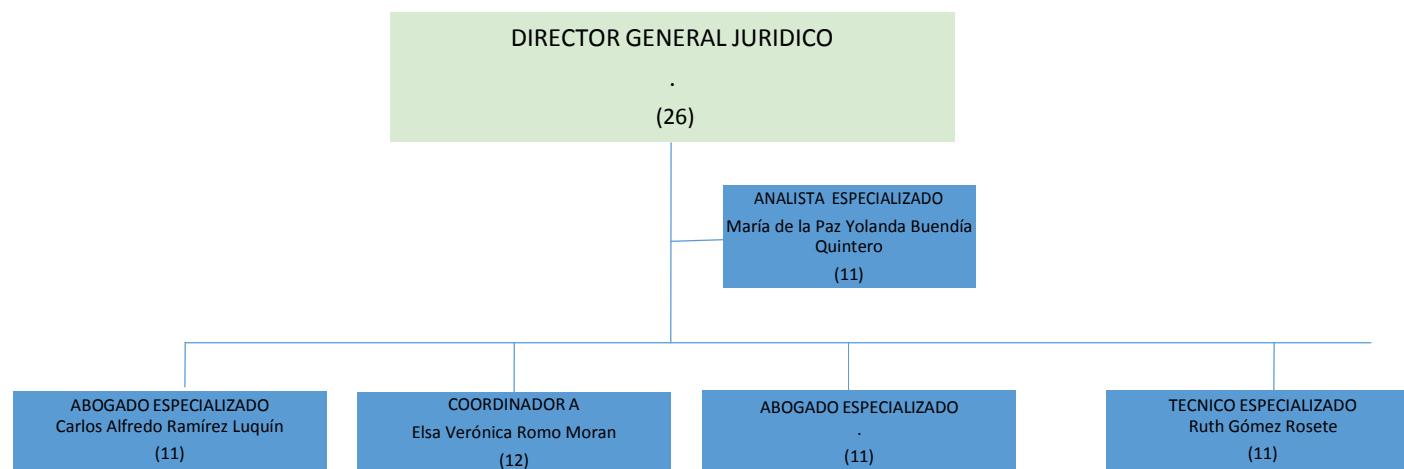 DIRECTOR GENERAL JURIDICO
.
(26)
ANALISTA ESPECIALIZADO
María de la Paz Yolanda Buendía
Quintero
(11)
ABOGADO ESPECIALIZADO
Carlos Alfredo Ramírez Luquín
(11)
COORDINADOR A
Elsa Verónica Romo Moran
(12)
ABOGADO ESPECIALIZADO
.
(11)
TECNICO ESPECIALIZADO
Ruth Gómez Rosete
(11)